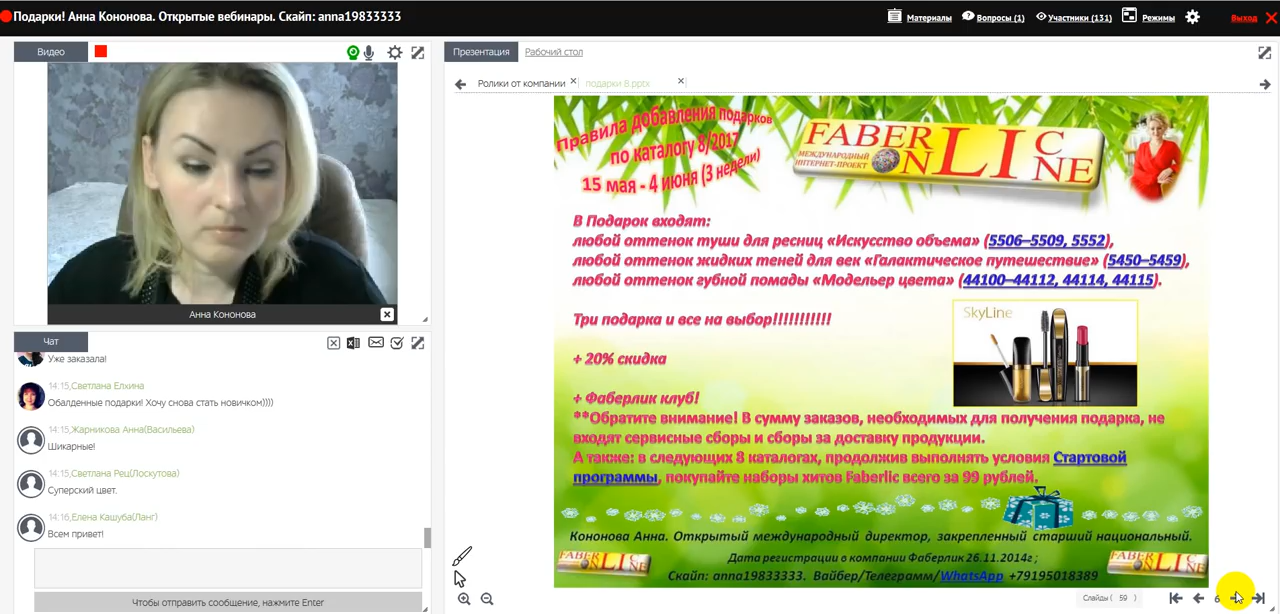 Подарки! Анна Кононова. Открытые вебинары. Скайп: anna19833333
Материалы
Вопросы (1)
Участники (131)
Режимы
Выход
Видео
Анна Кононова
Чат
Уже заказала!
14:15,Светлана Елхина
Обалденные подарки! Хочу снова стать новичком))))
14:15,Жарникова Анна(Васильева)
Шикарные!
14:15,Светлана Рец(Лоскутова)
Суперский цвет.
14:16,Елена Кашуба(Ланг)
Всем привет!
Чтобы отправить сообщение, нажмите Enter
Презентация
Рабочий стол
Ролики от компании
подарки 8.pptx
Правила добавления подарков
по каталогу 8/2017
15 мая - 4 июня (3 недели)
FABERLIC
МЕЖДУНАРОДНЫЙ
ИНТЕРНЕТ-ПРОЕКТ
ONLINE
В Подарок входят:
любой оттенок туши для ресниц «Искусство объема» (5506–5509, 5552),
любой оттенок жидких теней для век «Галактическое путешествие» (5450–5459),
любой оттенок губной помады «Модельер цвета» (44100–44112, 44114, 44115).
Три подарка и все на выбор!!!!!!!!!!!
SkyLine
+ 20% скидка
+ Фаберлик клуб!
**Обратите внимание! В сумму заказов, необходимых для получения подарка, не
входят сервисные сборы и сборы за доставку продукции.
А также: в следующих 8 каталогах, продолжив выполнять условия Стартовой
программы, покупайте наборы хитов Faberlic всего за 99 рублей.
Кононова Анна. Открытый международный директор, закрепленный старший национальный.
Дата регистрации в компании Фаберлик 26.11.2014г;
Скайп: anna19833333. Вайбер/Телеграмм/WhatsApp +79195018389
FABERLIC
ONLINE
FABERLIC
ONLINE
Слайды ( 59 )
6